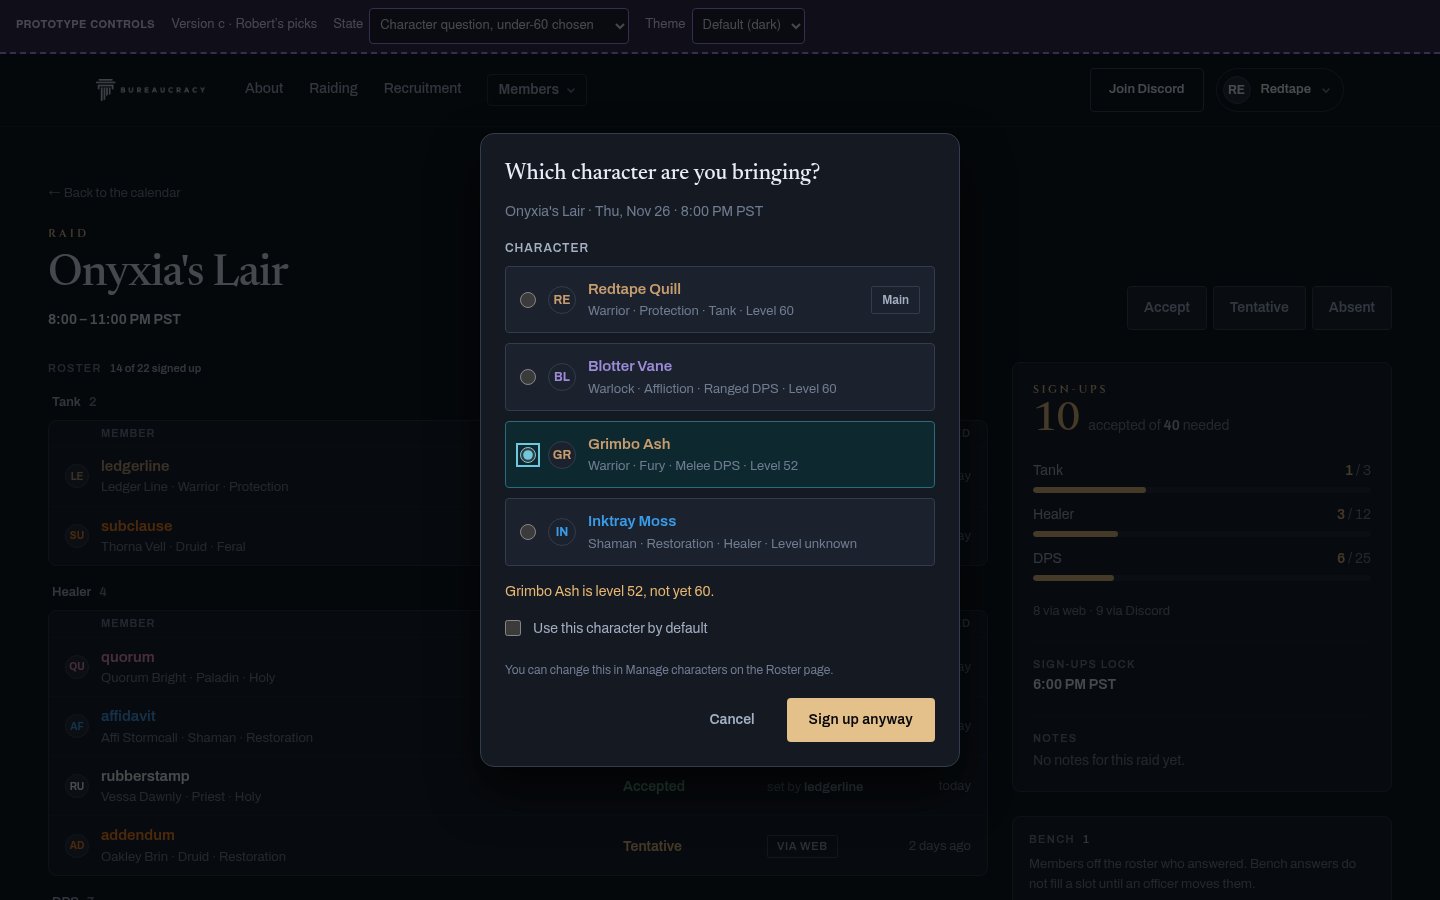 PROTOTYPE CONTROLS Version c · Robert's picks State Character question, under-60 chosen Theme Default (dark)
BUREAUCRACY About Raiding Recruitment Members Join Discord RE Redtape
← Back to the calendar
RAID
Onyxia's Lair
8:00 – 11:00 PM PST
Accept Tentative Absent
ROSTER 14 of 22 signed up
Tank 2
MEMBER
LE ledgerline
Ledger Line · Warrior · Protection
SU subclause
Thorna Vell · Druid · Feral
Healer 4
MEMBER
QU quorum
Quorum Bright · Paladin · Holy
AF affidavit
Affi Stormcall · Shaman · Restoration
RU rubberstamp
Vessa Dawnly · Priest · Holy
Accepted set by ledgerline today
AD addendum
Oakley Brin · Druid · Restoration
Tentative VIA WEB 2 days ago
Which character are you bringing?
Onyxia's Lair · Thu, Nov 26 · 8:00 PM PST
CHARACTER
RE Redtape Quill
Warrior · Protection · Tank · Level 60
Main
BL Blotter Vane
Warlock · Affliction · Ranged DPS · Level 60
GR Grimbo Ash
Warrior · Fury · Melee DPS · Level 52
IN Inktray Moss
Shaman · Restoration · Healer · Level unknown
Grimbo Ash is level 52, not yet 60.
Use this character by default
You can change this in Manage characters on the Roster page.
Cancel Sign up anyway
SIGN-UPS
10 accepted of 40 needed
Tank 1 / 3
Healer 3 / 12
DPS 6 / 25
8 via web · 9 via Discord
SIGN-UPS LOCK
6:00 PM PST
NOTES
No notes for this raid yet.
BENCH 1
Members off the roster who answered. Bench answers do
not fill a slot until an officer moves them.